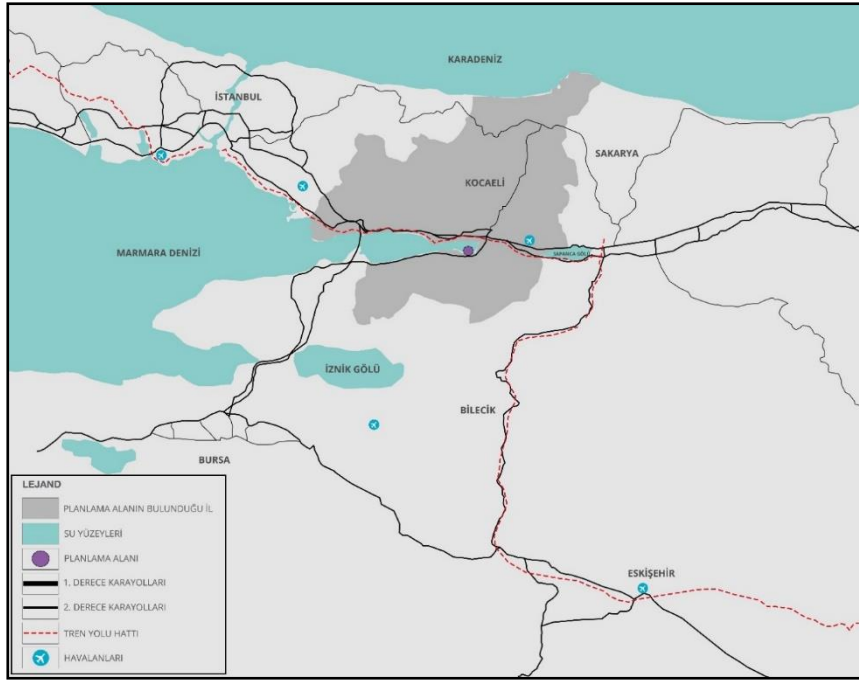 KARADENİZ
İSTANBUL
SAKARYA
KOCAELİ
MARMARA DENİZİ
SAPANCA GÖLÜ
İZNİK GÖLÜ
BİLECİK
BURSA
ESKİŞEHİR
LEJAND
PLANLAMA ALANIN BULUNDUĞU İL
SU YÜZEYLERİ
PLANLAMA ALANI
1. DERECE KARAYOLLARI
2. DERECE KARAYOLLARI
TREN YOLU HATTI
HAVALANLARI